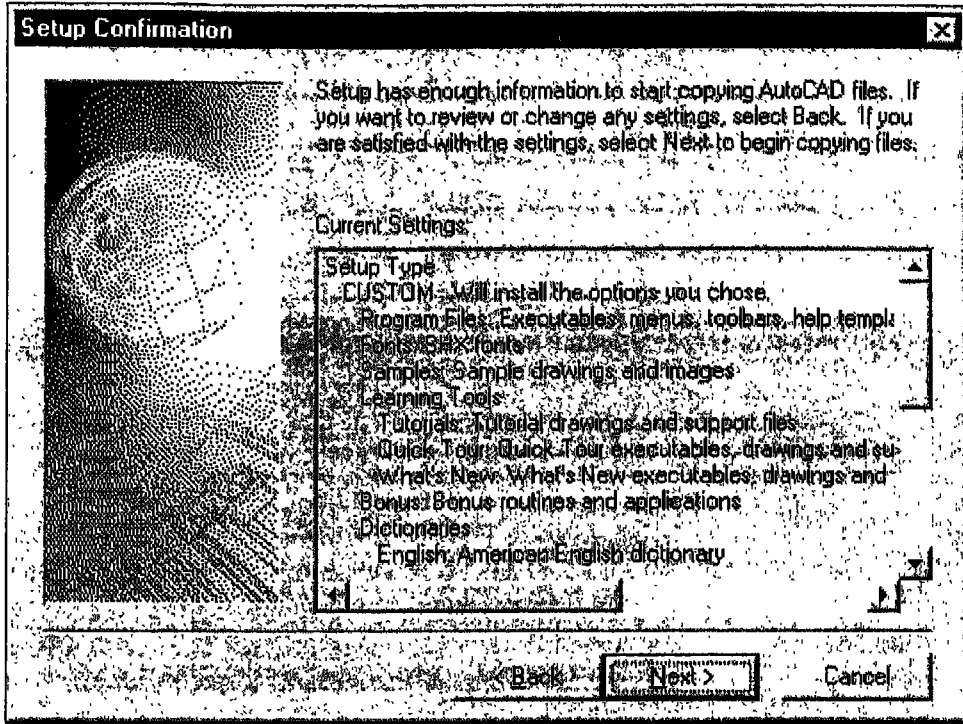 Setup Confirmation
Setup has enough information to start copying AutoCAD files. If
you want to review or change any settings, select Back. If you
are satisfied with the settings, select Next to begin copying files.
Current Settings:
Setup Type
CUSTOM - Will install the options you chose.
Program Files: Executables, menus, toolbars, help templa
Fonts: SHX fonts
Samples: Sample drawings and images
Learning Tools
Tutorials: Tutorial drawings and support files
Quick Tour: Quick Tour executables, drawings and su
What's New: What's New executables, drawings and
Bonus: Bonus routines and applications
Dictionaries
English: American English dictionary
< Back
Next >
Cancel